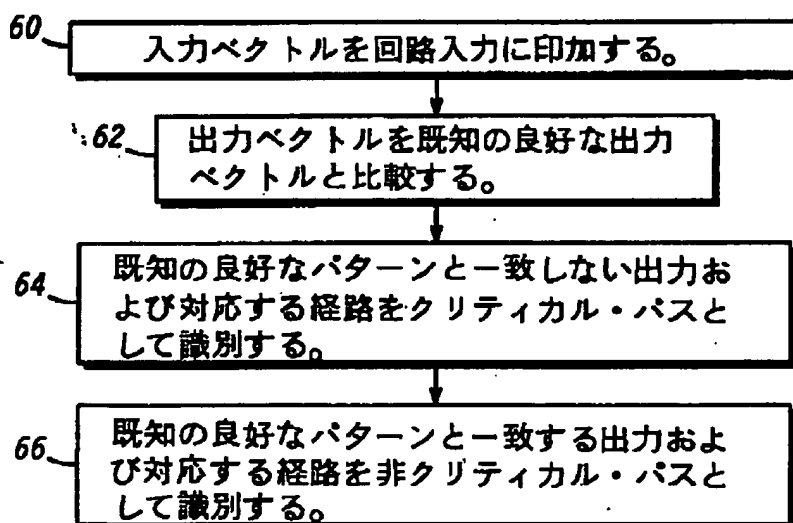 60
入力ベクトルを回路入力に印加する。
62
出力ベクトルを既知の良好な出力
ベクトルと比較する。
64
既知の良好なパターンと一致しない出力お
よび対応する経路をクリティカル・パスと
して識別する。
66
既知の良好なパターンと一致する出力およ
び対応する経路を非クリティカル・パスと
して識別する。